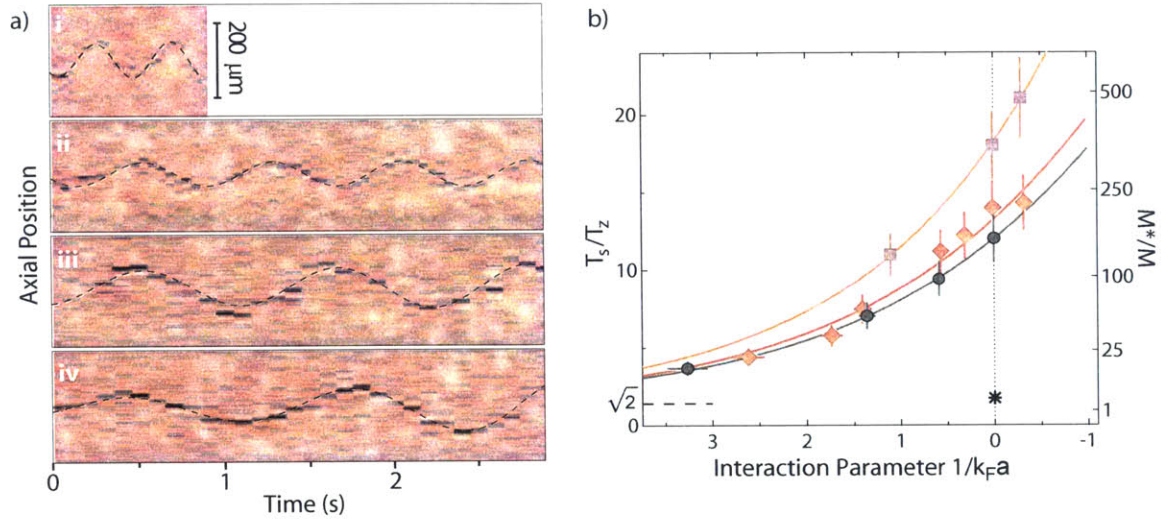 a)
i
200 μm
ii
iii
iv
Axial Position
0
1
2
Time (s)
b)
20
10
0
√2
T_s/T_z
500
250
100
25
1
M*/M
3
2
1
0
-1
Interaction Parameter 1/k_Fa